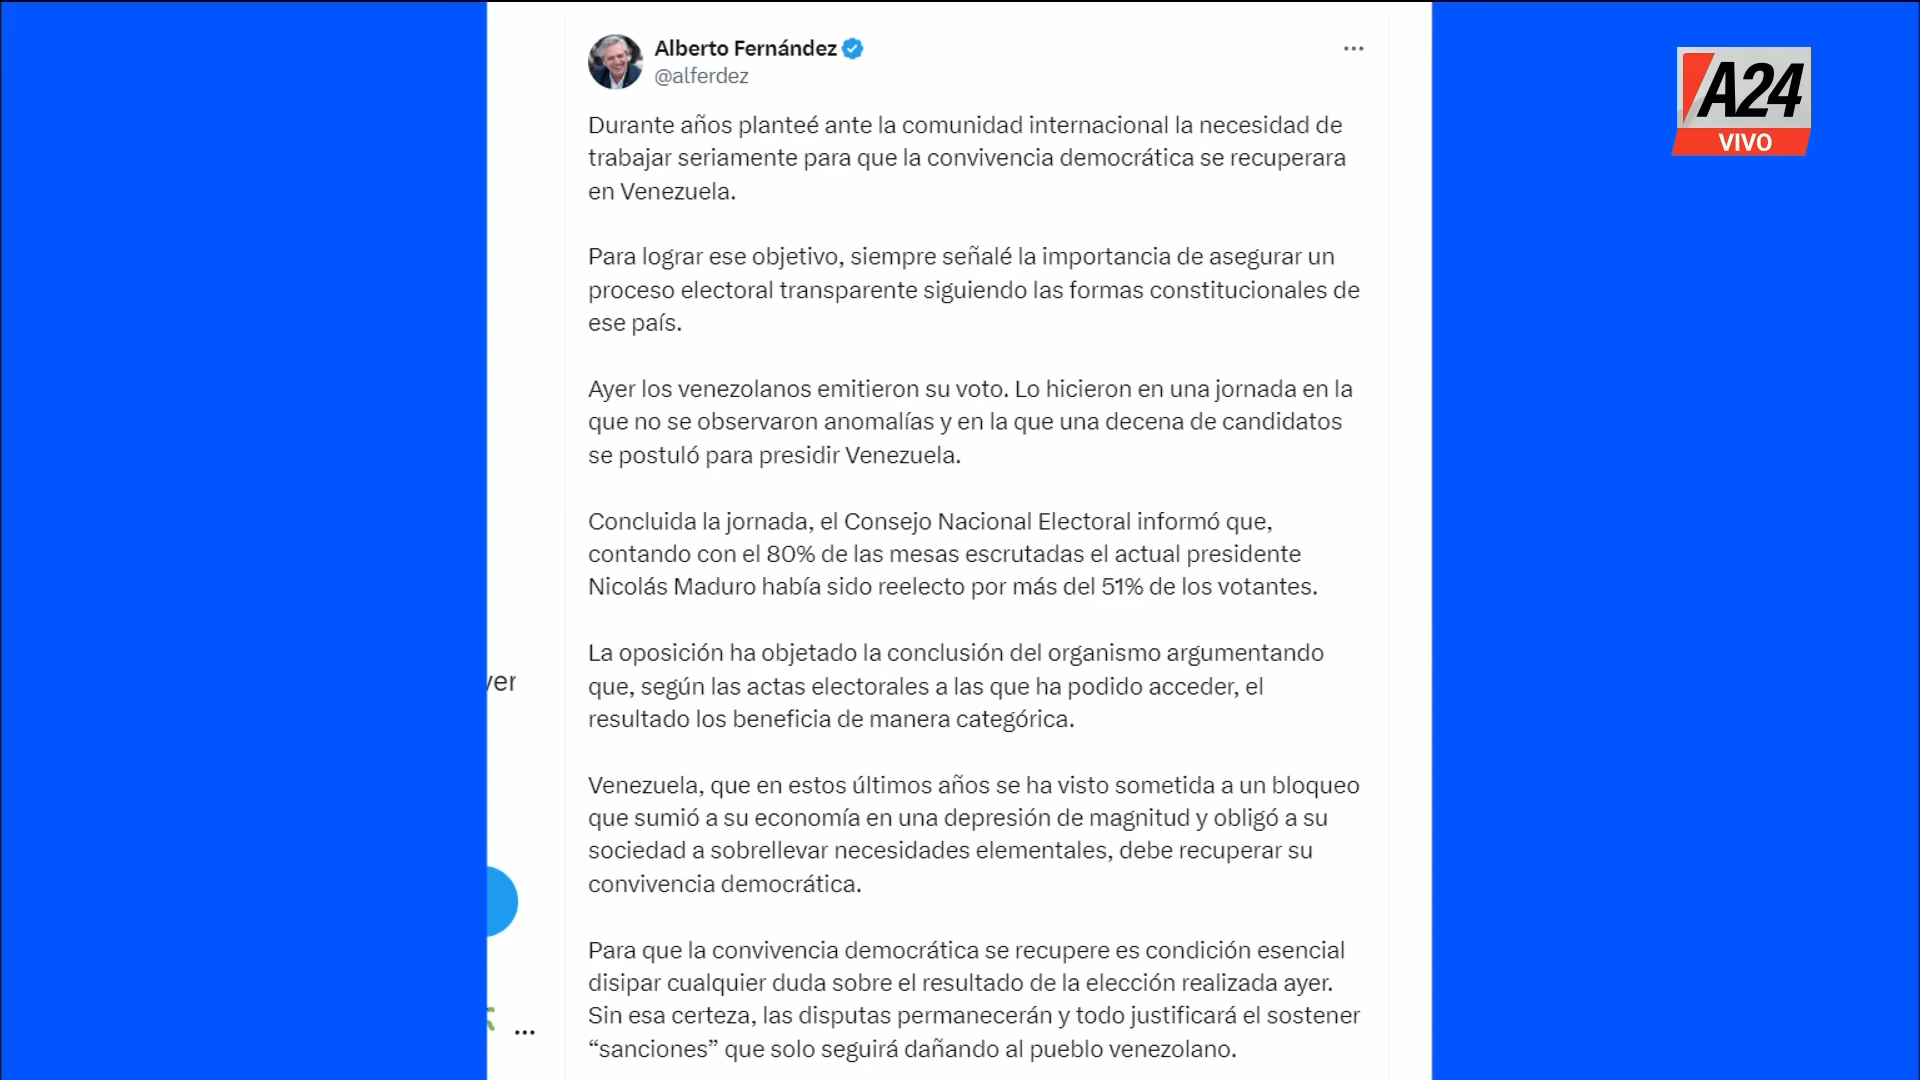 Alberto Fernández
@alferdez
A24
VIVO
Durante años planteé ante la comunidad internacional la necesidad de
trabajar seriamente para que la convivencia democrática se recuperara
en Venezuela.
Para lograr ese objetivo, siempre señalé la importancia de asegurar un
proceso electoral transparente siguiendo las formas constitucionales de
ese país.
Ayer los venezolanos emitieron su voto. Lo hicieron en una jornada en la
que no se observaron anomalías y en la que una decena de candidatos
se postuló para presidir Venezuela.
Concluida la jornada, el Consejo Nacional Electoral informó que,
contando con el 80% de las mesas escrutadas el actual presidente
Nicolás Maduro había sido reelecto por más del 51% de los votantes.
La oposición ha objetado la conclusión del organismo argumentando
que, según las actas electorales a las que ha podido acceder, el
resultado los beneficia de manera categórica.
Venezuela, que en estos últimos años se ha visto sometida a un bloqueo
que sumió a su economía en una depresión de magnitud y obligó a su
sociedad a sobrellevar necesidades elementales, debe recuperar su
convivencia democrática.
Para que la convivencia democrática se recupere es condición esencial
disipar cualquier duda sobre el resultado de la elección realizada ayer.
Sin esa certeza, las disputas permanecerán y todo justificará el sostener
“sanciones” que solo seguirá dañando al pueblo venezolano.